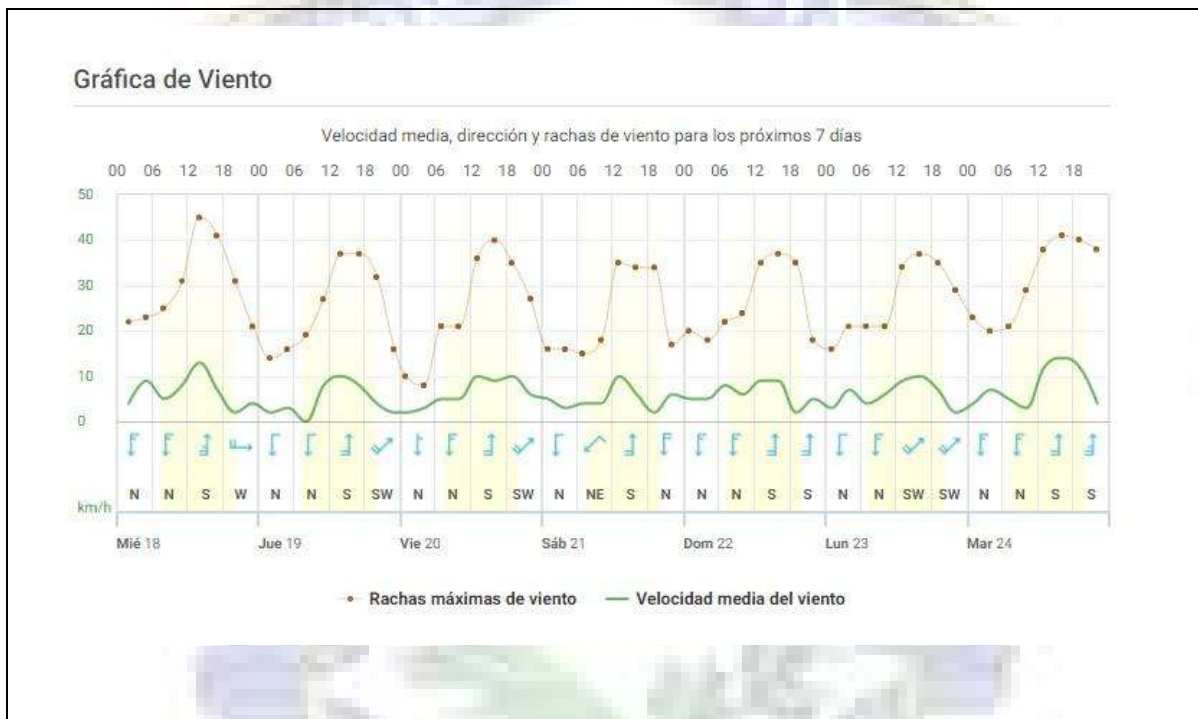 Gráfica de Viento
Velocidad media, dirección y rachas de viento para los próximos 7 días
00 06 12 18 00 06 12 18 00 06 12 18 00 06 12 18 00 06 12 18 00 06 12 18 00 06 12 18
50
40
30
20
10
0
N N S W N N S SW N N S SW N NE S N N N S S N N SW SW N N S S
km/h
Mié 18 Jue 19 Vie 20 Sáb 21 Dom 22 Lun 23 Mar 24
Rachas máximas de viento Velocidad media del viento